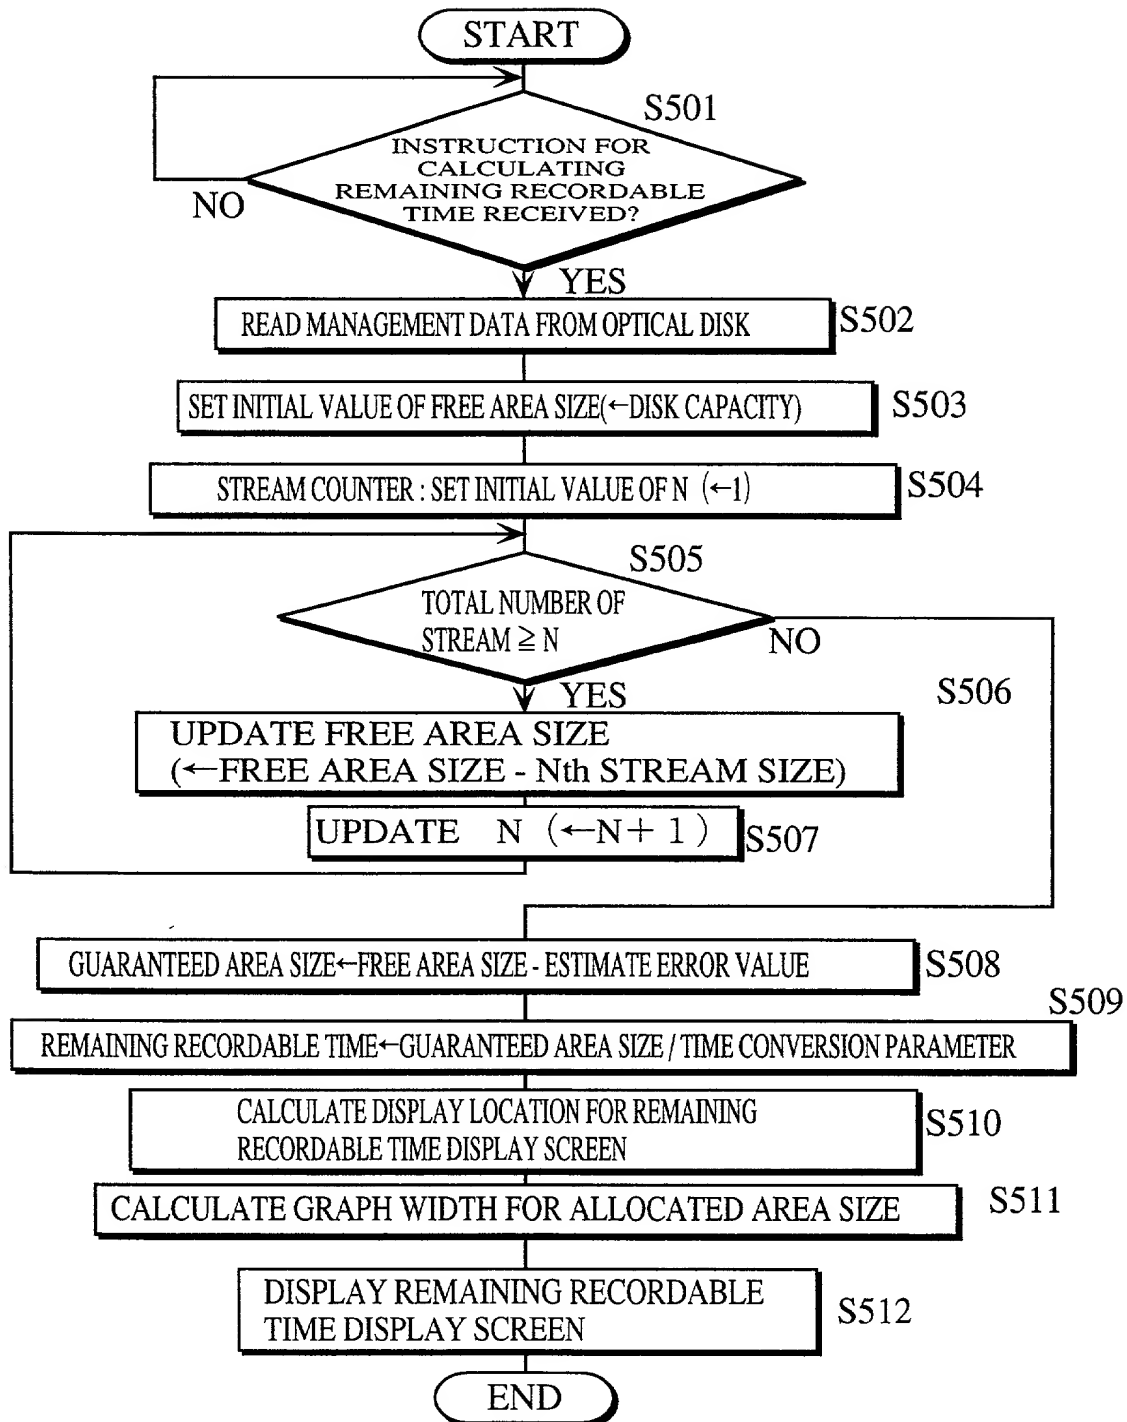 START
S501
INSTRUCTION FOR
CALCULATING
REMAINING RECORDABLE
TIME RECEIVED?
NO
YES
READ MANAGEMENT DATA FROM OPTICAL DISK
S502
SET INITIAL VALUE OF FREE AREA SIZE(←DISK CAPACITY)
S503
STREAM COUNTER : SET INITIAL VALUE OF N (←1)
S504
S505
TOTAL NUMBER OF
STREAM ≧ N
NO
YES
S506
UPDATE FREE AREA SIZE
(←FREE AREA SIZE - Nth STREAM SIZE)
UPDATE N (←N+1)
S507
GUARANTEED AREA SIZE←FREE AREA SIZE - ESTIMATE ERROR VALUE
S508
S509
REMAINING RECORDABLE TIME←GUARANTEED AREA SIZE / TIME CONVERSION PARAMETER
CALCULATE DISPLAY LOCATION FOR REMAINING
RECORDABLE TIME DISPLAY SCREEN
S510
CALCULATE GRAPH WIDTH FOR ALLOCATED AREA SIZE
S511
DISPLAY REMAINING RECORDABLE
TIME DISPLAY SCREEN
S512
END